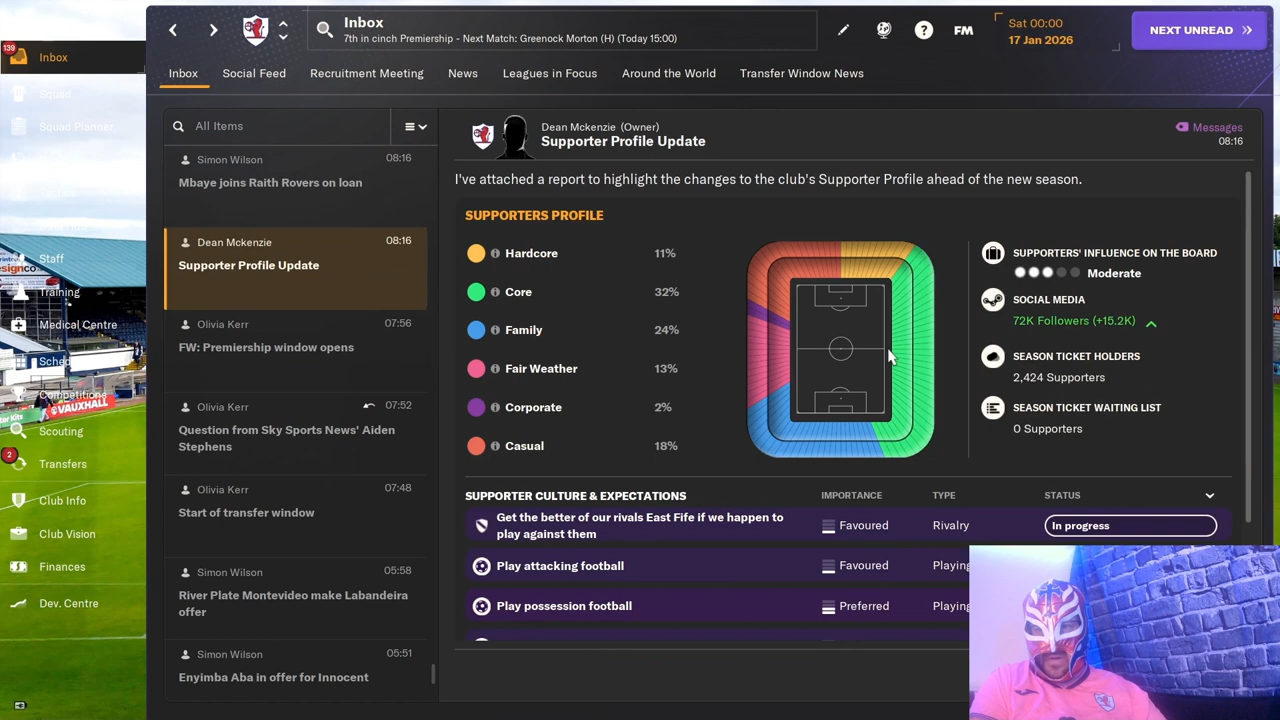 Inbox
7th in cinch Premiership - Next Match: Greenock Morton (H) (Today 15:00)
?
FM
Sat 00:00
17 Jan 2026
NEXT UNREAD
139
Inbox
Squad
Squad Planner
Staff
Training
Medical Centre
Sched
Competitions
VAUXHALL
Scouting
2
Transfers
Club Info
Club Vision
Finances
Dev. Centre
Inbox
Social Feed
Recruitment Meeting
News
Leagues in Focus
Around the World
Transfer Window News
All Items
Simon Wilson
08:16
Mbaye joins Raith Rovers on loan
Dean Mckenzie
08:16
Supporter Profile Update
Olivia Kerr
07:56
FW: Premiership window opens
Olivia Kerr
07:52
Question from Sky Sports News' Aiden
Stephens
Olivia Kerr
07:48
Start of transfer window
Simon Wilson
05:58
River Plate Montevideo make Labandeira
offer
Simon Wilson
05:51
Enyimba Aba in offer for Innocent
Dean Mckenzie (Owner)
Supporter Profile Update
Messages
08:16
I've attached a report to highlight the changes to the club's Supporter Profile ahead of the new season.
SUPPORTERS PROFILE
Hardcore 11%
Core 32%
Family 24%
Fair Weather 13%
Corporate 2%
Casual 18%
SUPPORTERS' INFLUENCE ON THE BOARD
Moderate
SOCIAL MEDIA
72K Followers (+15.2K)
SEASON TICKET HOLDERS
2,424 Supporters
SEASON TICKET WAITING LIST
0 Supporters
SUPPORTER CULTURE & EXPECTATIONS IMPORTANCE TYPE STATUS
Get the better of our rivals East Fife if we happen to
play against them
Favoured
Rivalry
In progress
Play attacking football
Favoured
Playing
Play possession football
Preferred
Playing